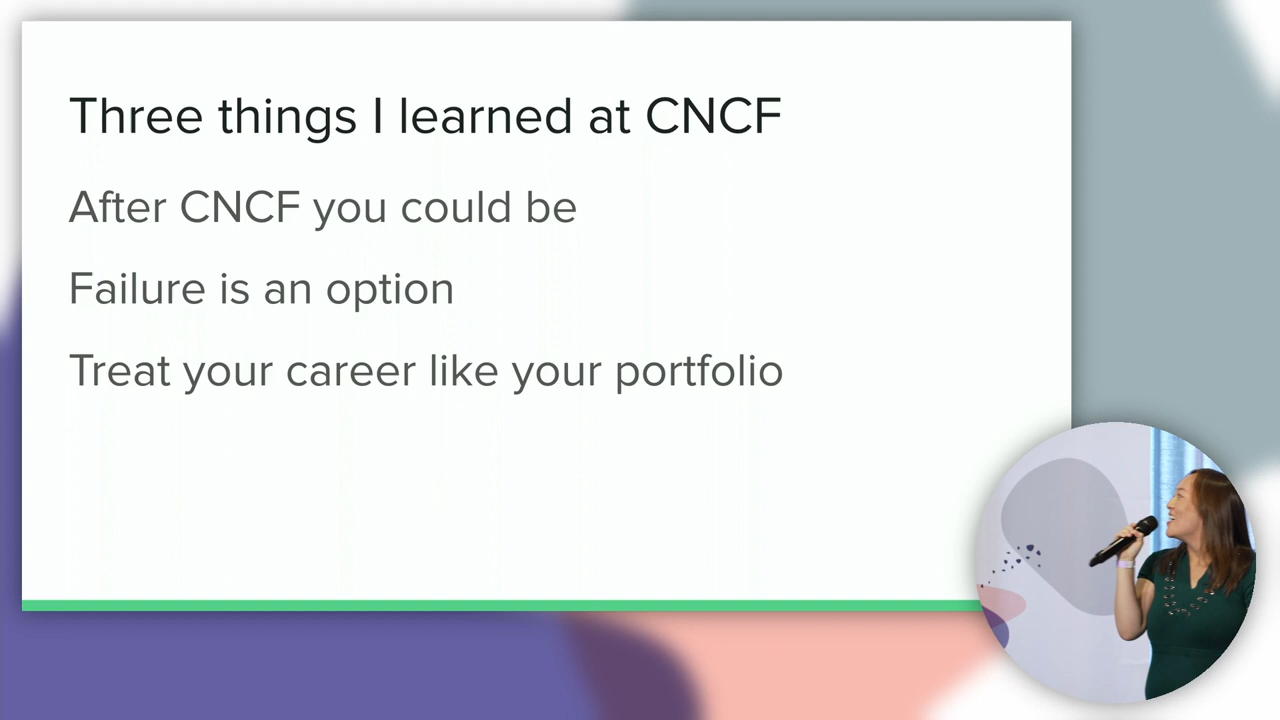 Three things I learned at CNCF
After CNCF you could be
Failure is an option
Treat your career like your portfolio